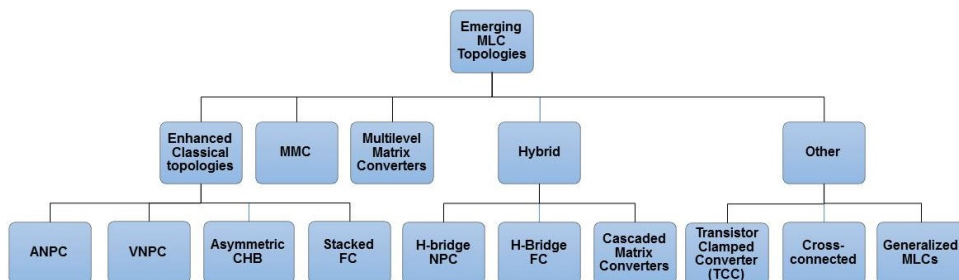 Emerging
MLC
Topologies
Enhanced
Classical
topologies
MMC
Multilevel
Matrix
Converters
Hybrid
Other
ANPC
VNPC
Asymmetric
CHB
Stacked
FC
H-bridge
NPC
H-Bridge
FC
Cascaded
Matrix
Converters
Transistor
Clamped
Converter
(TCC)
Cross-
connected
Generalized
MLCs